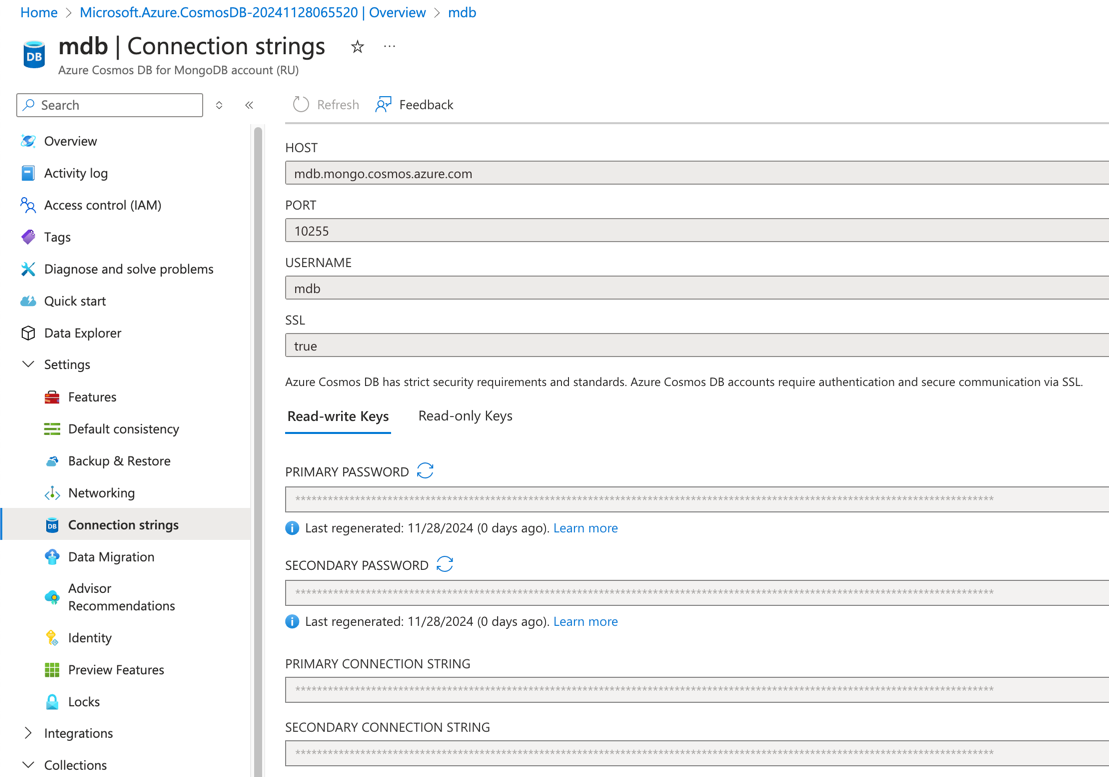 Home > Microsoft.Azure.CosmosDB-20241128065520 | Overview > mdb
DB
mdb | Connection strings
Azure Cosmos DB for MongoDB account (RU)
Search
Refresh
Feedback
Overview
Activity log
Access control (IAM)
Tags
Diagnose and solve problems
Quick start
Data Explorer
Settings
Features
Default consistency
Backup & Restore
Networking
DB
Connection strings
Data Migration
Advisor
Recommendations
Identity
Preview Features
Locks
Integrations
Collections
HOST
mdb.mongo.cosmos.azure.com
PORT
10255
USERNAME
mdb
SSL
true
Azure Cosmos DB has strict security requirements and standards. Azure Cosmos DB accounts require authentication and secure communication via SSL.
Read-write Keys
Read-only Keys
PRIMARY PASSWORD
Last regenerated: 11/28/2024 (0 days ago). Learn more
SECONDARY PASSWORD
Last regenerated: 11/28/2024 (0 days ago). Learn more
PRIMARY CONNECTION STRING
SECONDARY CONNECTION STRING